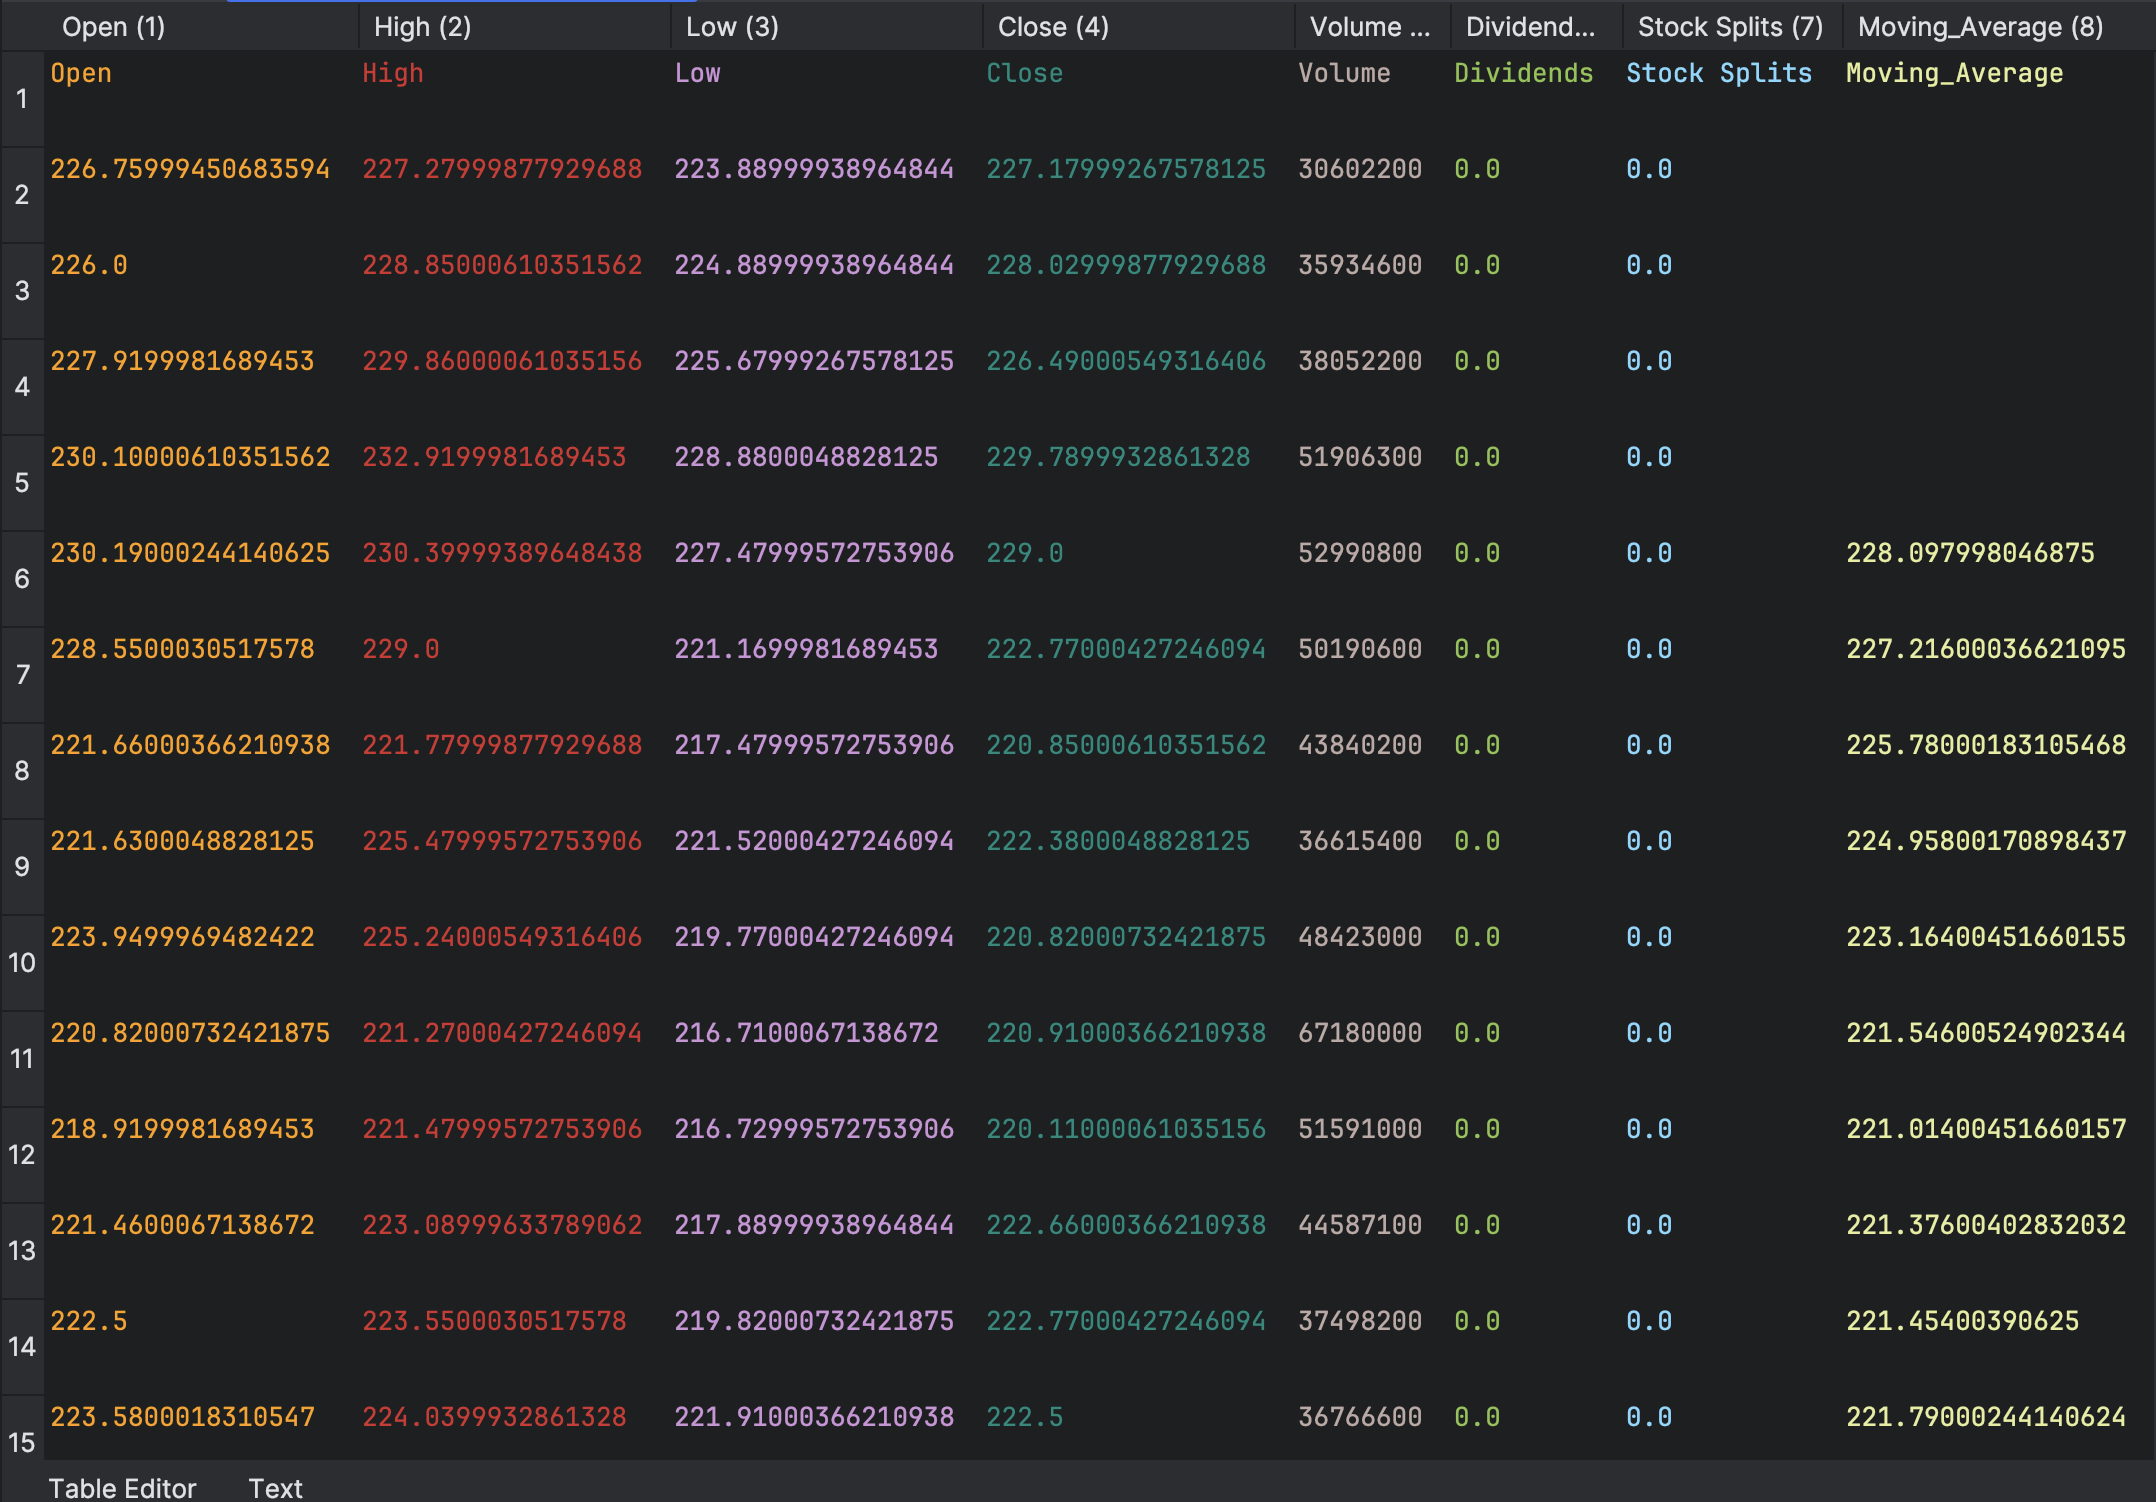 Open (1) High (2) Low (3) Close (4) Volume ... Dividend... Stock Splits (7) Moving_Average (8)
1 Open High Low Close Volume Dividends Stock Splits Moving_Average
2 226.75999450683594 227.27999877929688 223.88999938964844 227.17999267578125 30602200 0.0 0.0
3 226.0 228.85000610351562 224.88999938964844 228.02999877929688 35934600 0.0 0.0
4 227.9199981689453 229.86000061035156 225.67999267578125 226.49000549316406 38052200 0.0 0.0
5 230.10000610351562 232.9199981689453 228.8800048828125 229.7899932861328 51906300 0.0 0.0
6 230.19000244140625 230.39999389648438 227.47999572753906 229.0 52990800 0.0 0.0 228.097998046875
7 228.5500030517578 229.0 221.1699981689453 222.77000427246094 50190600 0.0 0.0 227.21600036621095
8 221.66000366210938 221.77999877929688 217.47999572753906 220.85000610351562 43840200 0.0 0.0 225.78000183105468
9 221.6300048828125 225.47999572753906 221.52000427246094 222.3800048828125 36615400 0.0 0.0 224.95800170898437
10 223.9499969482422 225.24000549316406 219.77000427246094 220.82000732421875 48423000 0.0 0.0 223.16400451660155
11 220.82000732421875 221.27000427246094 216.7100067138672 220.91000366210938 67180000 0.0 0.0 221.54600524902344
12 218.9199981689453 221.47999572753906 216.72999572753906 220.11000061035156 51591000 0.0 0.0 221.01400451660157
13 221.4600067138672 223.08999633789062 217.88999938964844 222.66000366210938 44587100 0.0 0.0 221.37600402832032
14 222.5 223.5500030517578 219.82000732421875 222.77000427246094 37498200 0.0 0.0 221.45400390625
15 223.5800018310547 224.0399932861328 221.91000366210938 222.5 36766600 0.0 0.0 221.79000244140624
Table Editor Text